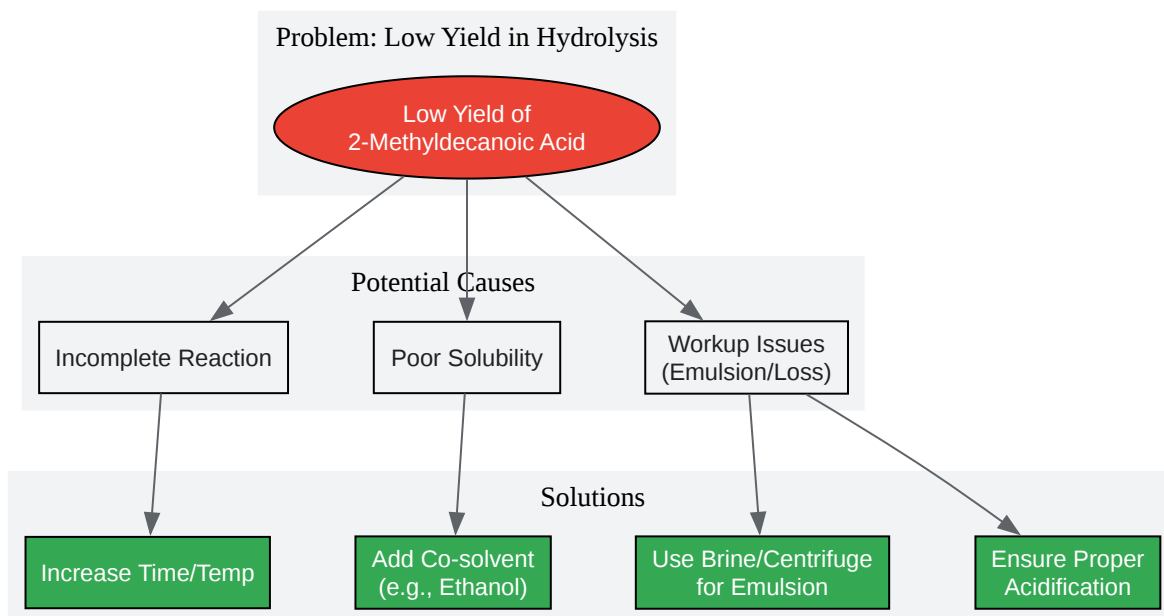 Problem: Low Yield in Hydrolysis
Low Yield of
2-Methyldecanoic Acid
Potential Causes
Incomplete Reaction
Poor Solubility
Workup Issues
(Emulsion/Loss)
Solutions
Increase Time/Temp
Add Co-solvent
(e.g., Ethanol)
Use Brine/Centrifuge
for Emulsion
Ensure Proper
Acidification